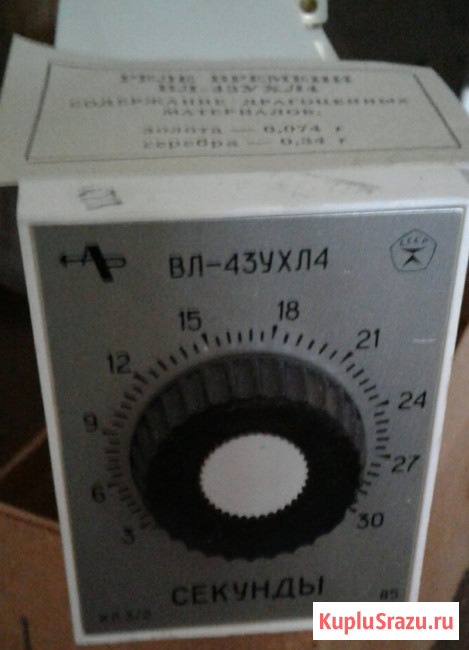 РЕЛЕ ВРЕМЕНИ
ВЛ-43УХЛ4
СОДЕРЖАНИЕ ДРАГОЦЕННЫХ
МАТЕРИАЛОВ.
золота — 0,074 г
серебра — 0,34 г
СССР
ВЛ-43УХЛ4
3 6 9 12 15 18 21 24 27 30
СЕКУНДЫ
85
KupluSrazu.ru